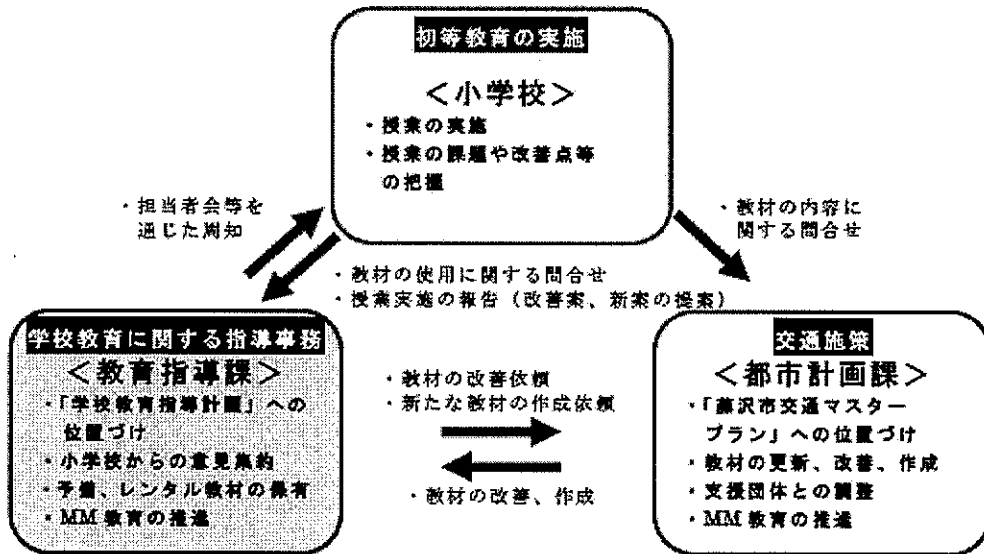 初等教育の実施
＜小学校＞
・授業の実施
・授業の課題や改善点等
の把握
・担当者会等を
通じた周知
・教材の内容に
関する問合せ
・教材の使用に関する問合せ
・授業実施の報告（改善案、新案の提案）
学校教育に関する指導事務
＜教育指導課＞
・「学校教育指導計画」への
位置づけ
・小学校からの意見集約
・予備、レンタル教材の保有
・MM 教育の推進
・教材の改善依頼
・新たな教材の作成依頼
・教材の改善、作成
交通施策
＜都市計画課＞
・「藤沢市交通マスター
プラン」への位置づけ
・教材の更新、改善、作成
・支援団体との調整
・MM 教育の推進